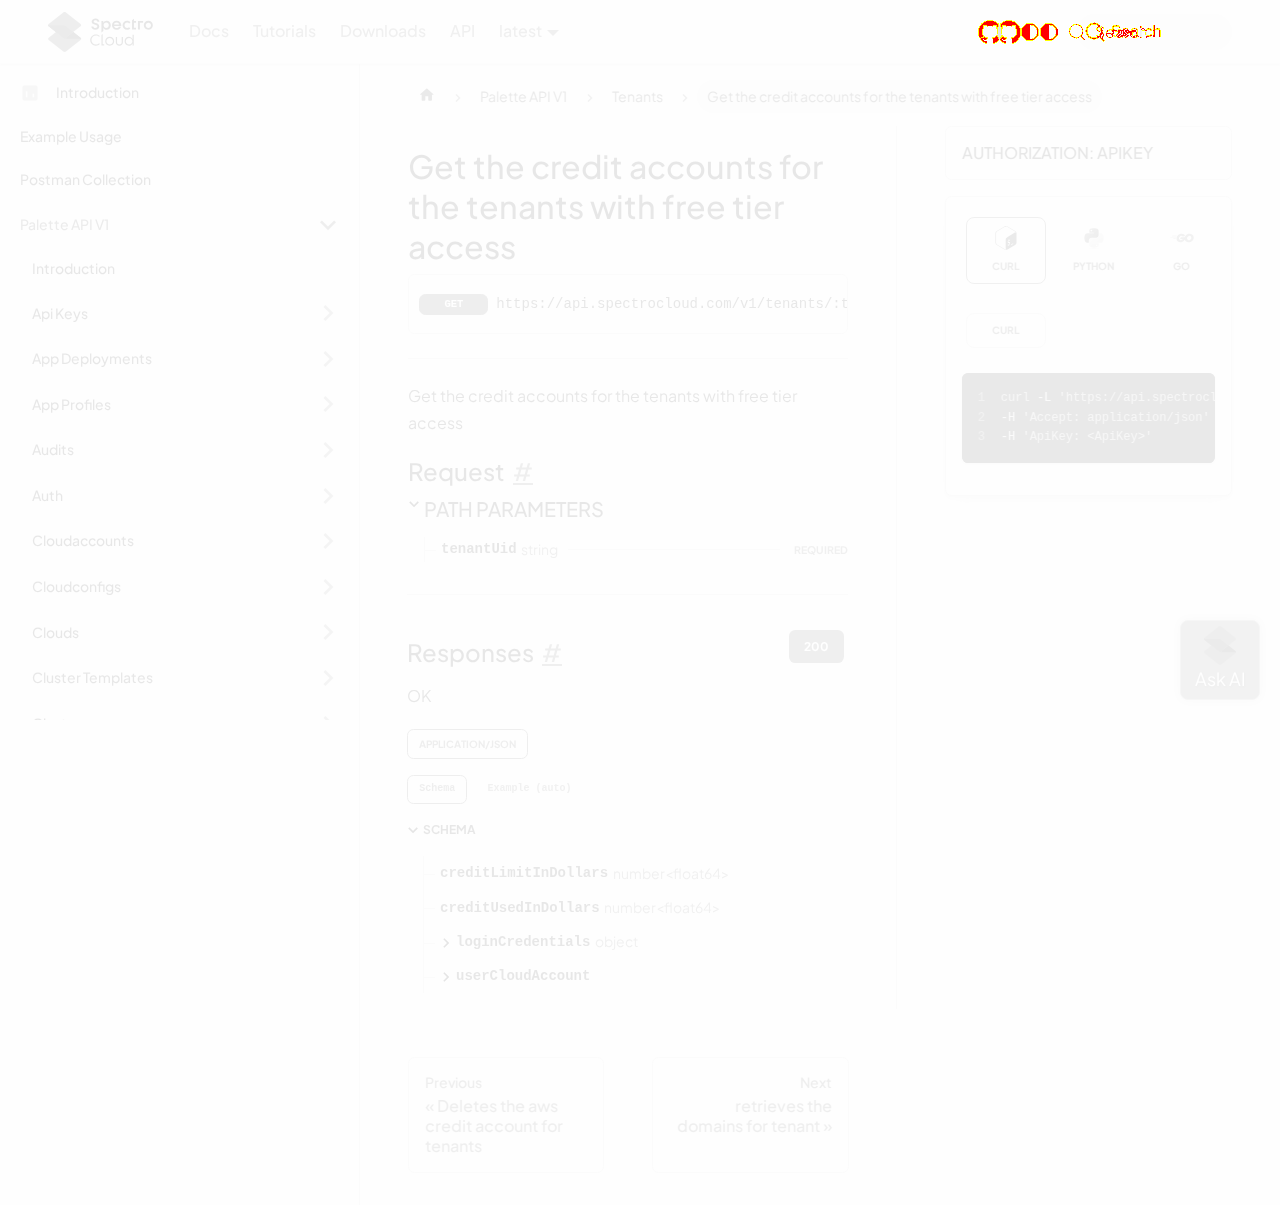 Spectro Cloud
Docs Tutorials Downloads API latest
Introduction
Example Usage
Postman Collection
Palette API V1
Introduction
Api Keys
App Deployments
App Profiles
Audits
Auth
Cloudaccounts
Cloudconfigs
Clouds
Cluster Templates
Palette API V1 Tenants Get the credit accounts for the tenants with free tier access
Get the credit accounts for
the tenants with free tier
access
GET https://api.spectrocloud.com/v1/tenants/:t
Get the credit accounts for the tenants with free tier
access
Request #
PATH PARAMETERS
tenantUid string REQUIRED
Responses # 200
OK
APPLICATION/JSON
Schema Example (auto)
SCHEMA
creditLimitInDollars number<float64>
creditUsedInDollars number<float64>
loginCredentials object
userCloudAccount
Previous
« Deletes the aws
credit account for
tenants
Next
retrieves the
domains for tenant »
AUTHORIZATION: APIKEY
CURL PYTHON GO
CURL
1 curl -L 'https://api.spectrocl
2 -H 'Accept: application/json'
3 -H 'ApiKey: <ApiKey>'
Ask AI